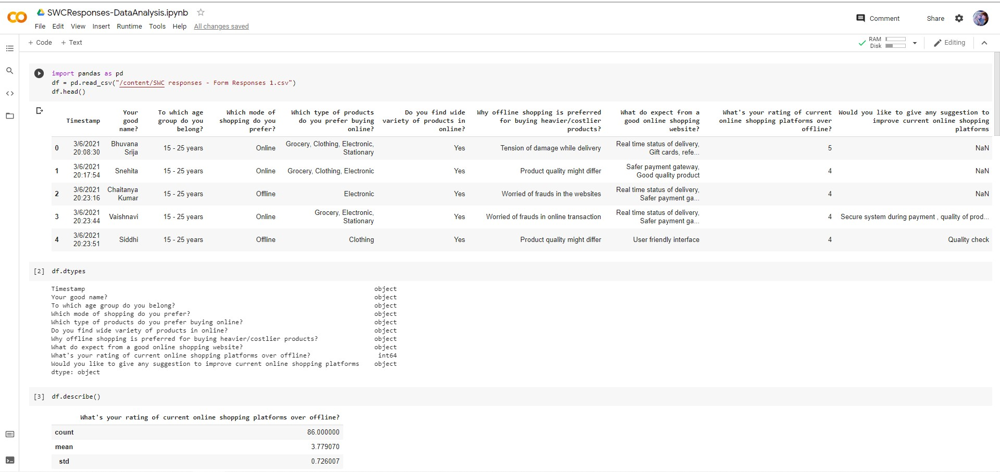 SWCResponses-DataAnalysis.ipynb
File Edit View Insert Runtime Tools Help All changes saved
Comment Share
+ Code + Text
RAM
Disk
Editing
import pandas as pd
df = pd.read_csv("/content/SWC responses - Form Responses 1.csv")
df.head()
Timestamp Your good name? To which age group do you belong? Which mode of shopping do you prefer? Which type of products do you prefer buying online? Do you find wide variety of products in online? Why offline shopping is preferred for buying heavier/costlier products? What do expect from a good online shopping website? What's your rating of current online shopping platforms over offline? Would you like to give any suggestion to improve current online shopping platforms
0 3/6/2021 20:08:30 Bhuvana Srija 15 - 25 years Online Grocery, Clothing, Electronic, Stationary Yes Tension of damage while delivery Real time status of delivery, Gift cards, refe... 5 NaN
1 3/6/2021 20:17:54 Snehita 15 - 25 years Online Grocery, Clothing, Electronic Yes Product quality might differ Safer payment gateway, Good quality product 4 NaN
2 3/6/2021 20:23:16 Chaitanya Kumar 15 - 25 years Offline Electronic Yes Worried of frauds in the websites Real time status of delivery, Safer payment ga... 4 NaN
3 3/6/2021 20:23:44 Vaishnavi 15 - 25 years Online Grocery, Electronic, Stationary Yes Worried of frauds in online transaction Real time status of delivery, Safer payment ga... 4 Secure system during payment , quality of prod...
4 3/6/2021 20:23:51 Siddhi 15 - 25 years Offline Clothing Yes Product quality might differ User friendly interface 4 Quality check
[2] df.dtypes
Timestamp object
Your good name? object
To which age group do you belong? object
Which mode of shopping do you prefer? object
Which type of products do you prefer buying online? object
Do you find wide variety of products in online? object
Why offline shopping is preferred for buying heavier/costlier products? object
What do expect from a good online shopping website? object
What's your rating of current online shopping platforms over offline? int64
Would you like to give any suggestion to improve current online shopping platforms object
dtype: object
[3] df.describe()
What's your rating of current online shopping platforms over offline?
count 86.000000
mean 3.779070
std 0.726007